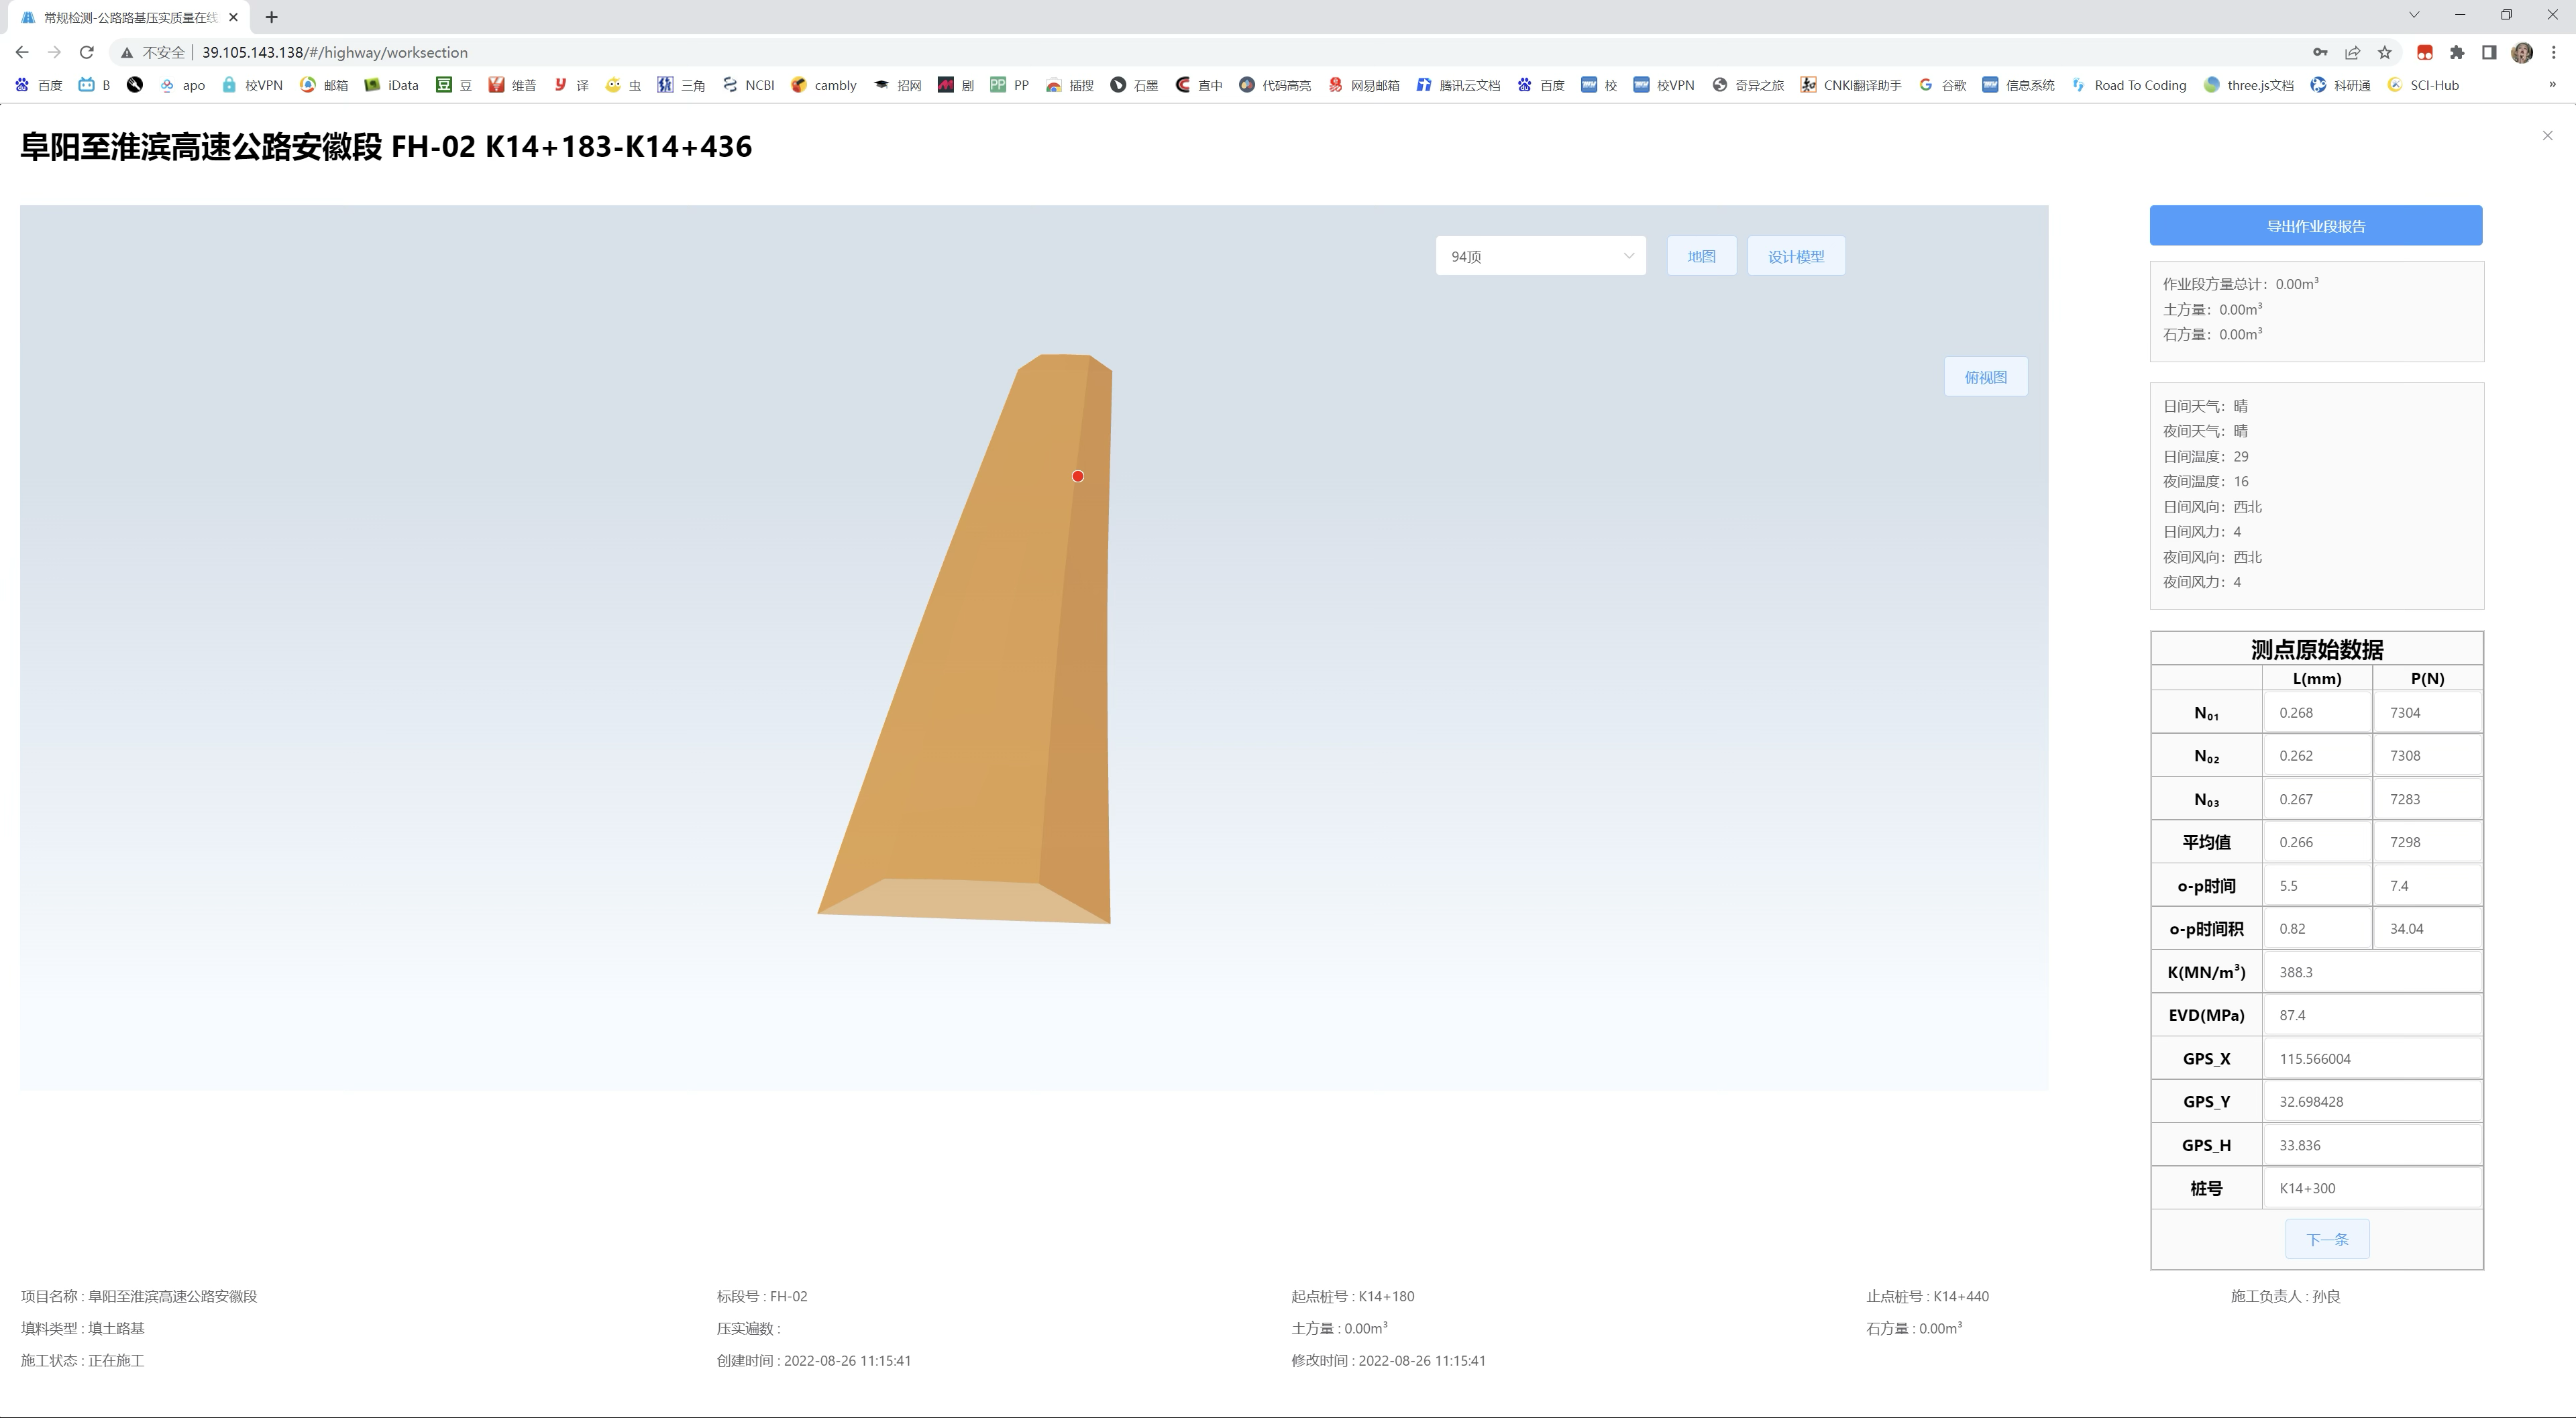 常规检测-公路路基压实质量在线
不安全 39.105.143.138/#/highway/worksection
百度 B apo 校VPN 邮箱 iData 豆 维普 译 虫 三角 NCBI cambly 招网 剧 PP 插搜 石墨 直中 代码高亮 网易邮箱 腾讯云文档 百度 校 校VPN 奇异之旅 CNKI翻译助手 谷歌 信息系统 Road To Coding three.js文档 科研通 SCI-Hub »
阜阳至淮滨高速公路安徽段 FH-02 K14+183-K14+436
94顶 地图 设计模型
俯视图
导出作业段报告
作业段方量总计：0.00m³
土方量：0.00m³
石方量：0.00m³
日间天气：晴
夜间天气：晴
日间温度：29
夜间温度：16
日间风向：西北
日间风力：4
夜间风向：西北
夜间风力：4
测点原始数据
L(mm) P(N)
N₀₁ 0.268 7304
N₀₂ 0.262 7308
N₀₃ 0.267 7283
平均值 0.266 7298
o-p时间 5.5 7.4
o-p时间积 0.82 34.04
K(MN/m³) 388.3
EVD(MPa) 87.4
GPS_X 115.566004
GPS_Y 32.698428
GPS_H 33.836
桩号 K14+300
下一条
项目名称 : 阜阳至淮滨高速公路安徽段 标段号 : FH-02 起点桩号 : K14+180 止点桩号 : K14+440 施工负责人 : 孙良
填料类型 : 填土路基 压实遍数 : 土方量 : 0.00m³ 石方量 : 0.00m³
施工状态 : 正在施工 创建时间 : 2022-08-26 11:15:41 修改时间 : 2022-08-26 11:15:41